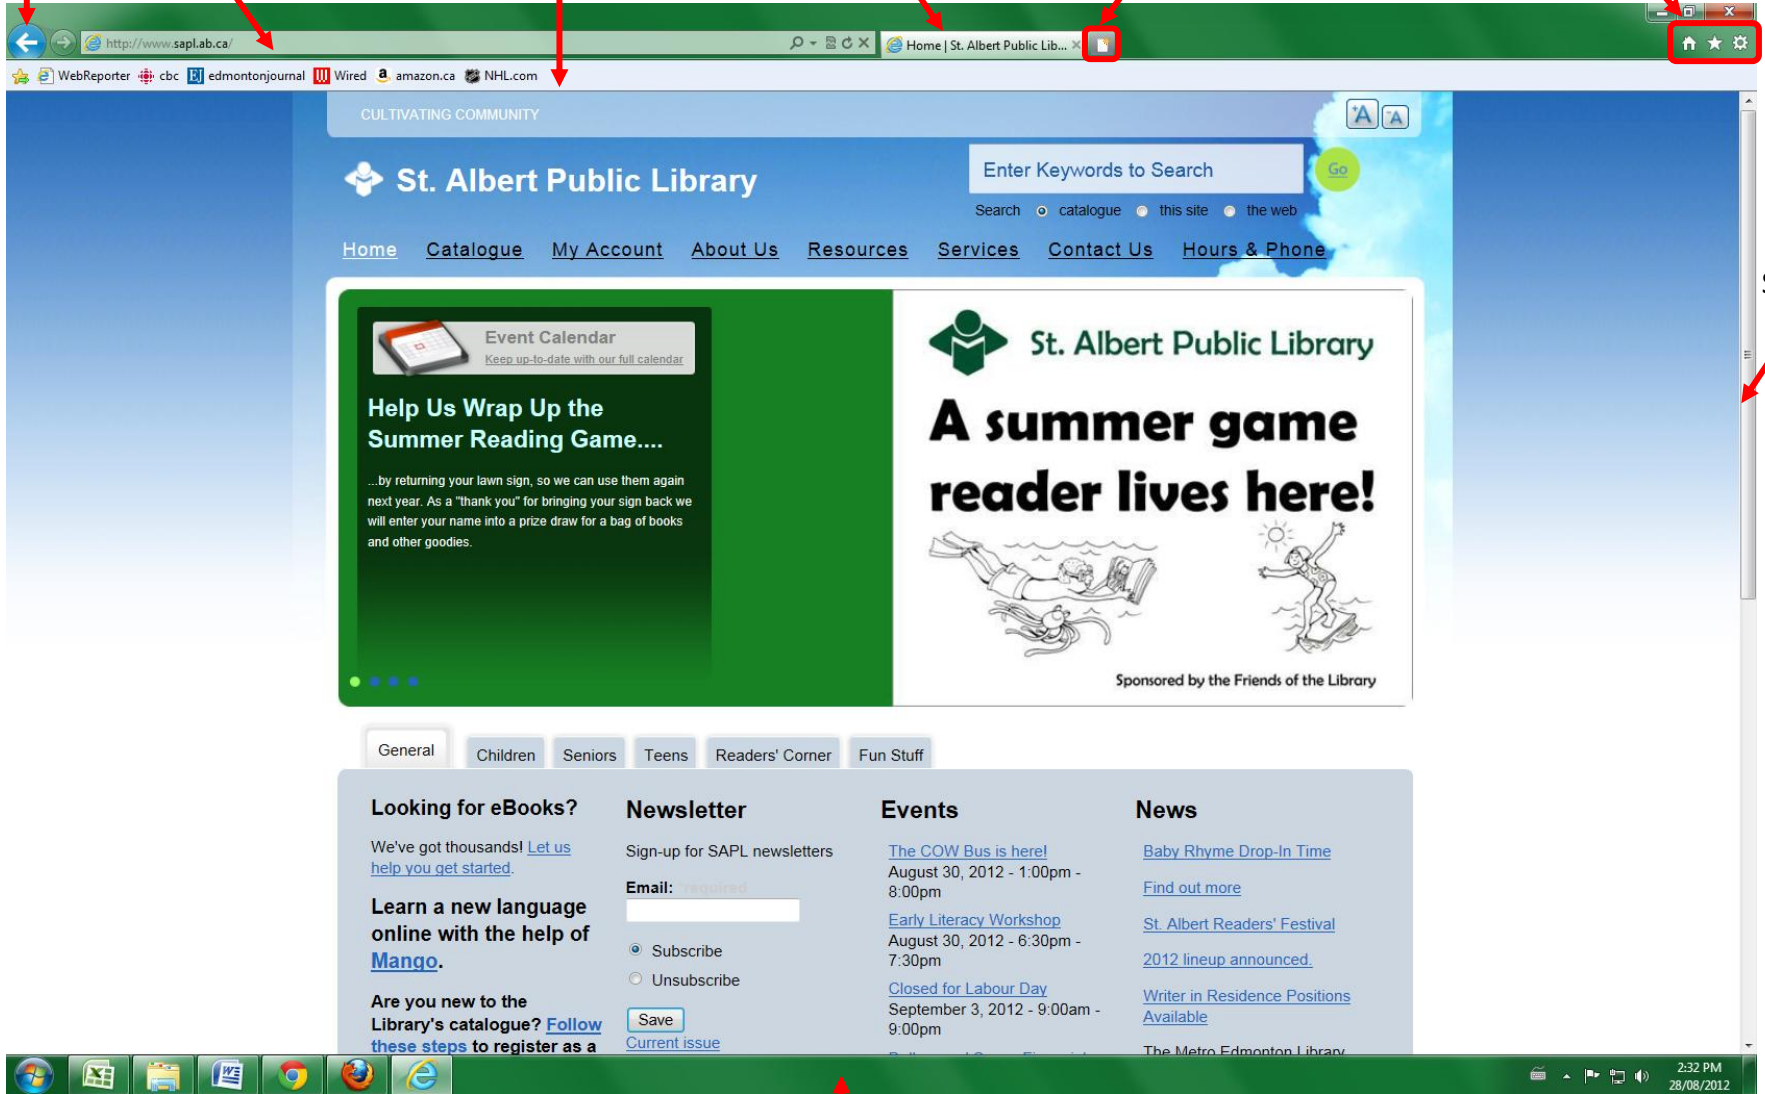 http://www.sapl.ab.ca/
Home | St. Albert Public Lib...
WebReporter cbc EJ edmontonjournal Wired a amazon.ca NHL.com
CULTIVATING COMMUNITY
+A -A
St. Albert Public Library
Enter Keywords to Search
Go
Search catalogue this site the web
Home Catalogue My Account About Us Resources Services Contact Us Hours & Phone
Event Calendar
Keep up-to-date with our full calendar
Help Us Wrap Up the
Summer Reading Game....
...by returning your lawn sign, so we can use them again
next year. As a "thank you" for bringing your sign back we
will enter your name into a prize draw for a bag of books
and other goodies.
St. Albert Public Library
A summer game
reader lives here!
Sponsored by the Friends of the Library
General Children Seniors Teens Readers' Corner Fun Stuff
Looking for eBooks?
We've got thousands! Let us
help you get started.
Learn a new language
online with the help of
Mango.
Are you new to the
Library's catalogue? Follow
these steps to register as a
Newsletter
Sign-up for SAPL newsletters
Email: *required
Subscribe
Unsubscribe
Save
Current issue
Events
The COW Bus is here!
August 30, 2012 - 1:00pm -
8:00pm
Early Literacy Workshop
August 30, 2012 - 6:30pm -
7:30pm
Closed for Labour Day
September 3, 2012 - 9:00am -
9:00pm
News
Baby Rhyme Drop-In Time
Find out more
St. Albert Readers' Festival
2012 lineup announced.
Writer in Residence Positions
Available
The Metro Edmonton Library
2:32 PM
28/08/2012